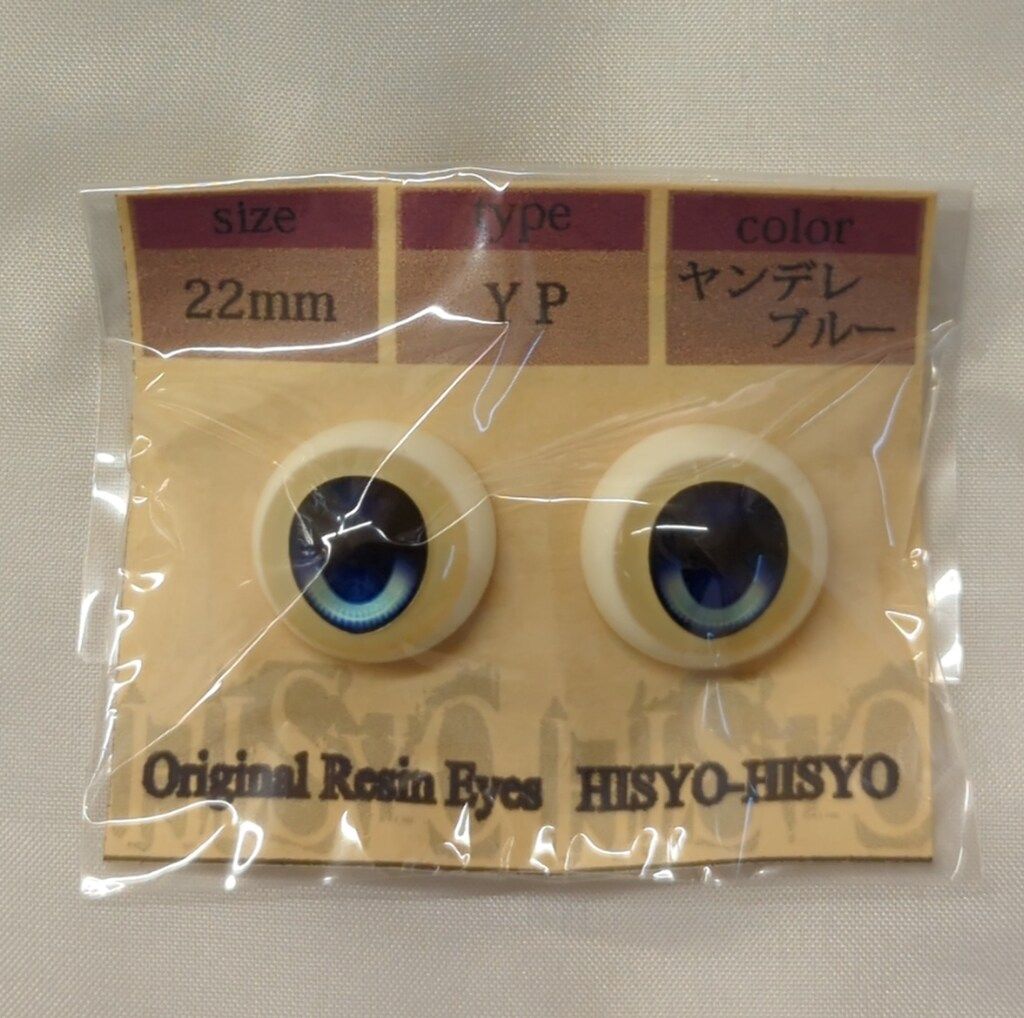 size
type
color
22mm
YP
ヤンデレ
ブルー
Original Resin Eyes HISYO-HISYO